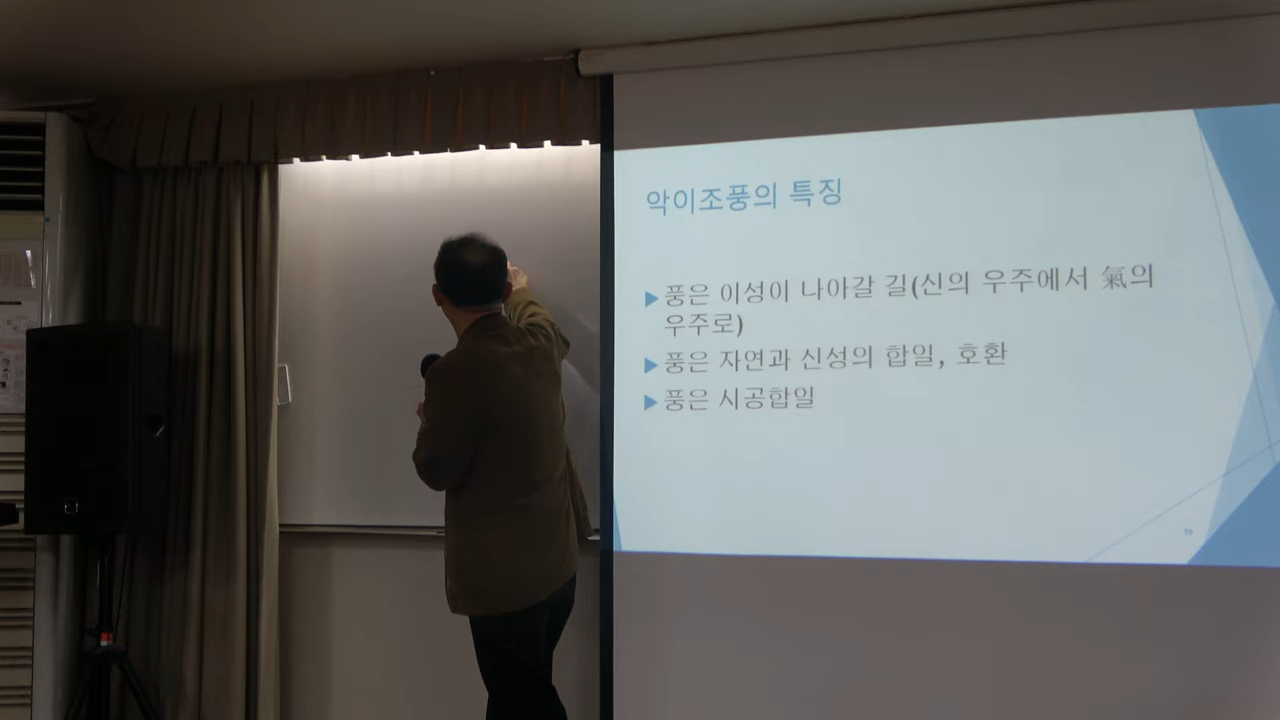 악이조풍의 특징
▶풍은 이성이 나아갈 길(신의 우주에서 氣의
우주로)
▶풍은 자연과 신성의 합일, 호환
▶풍은 시공합일